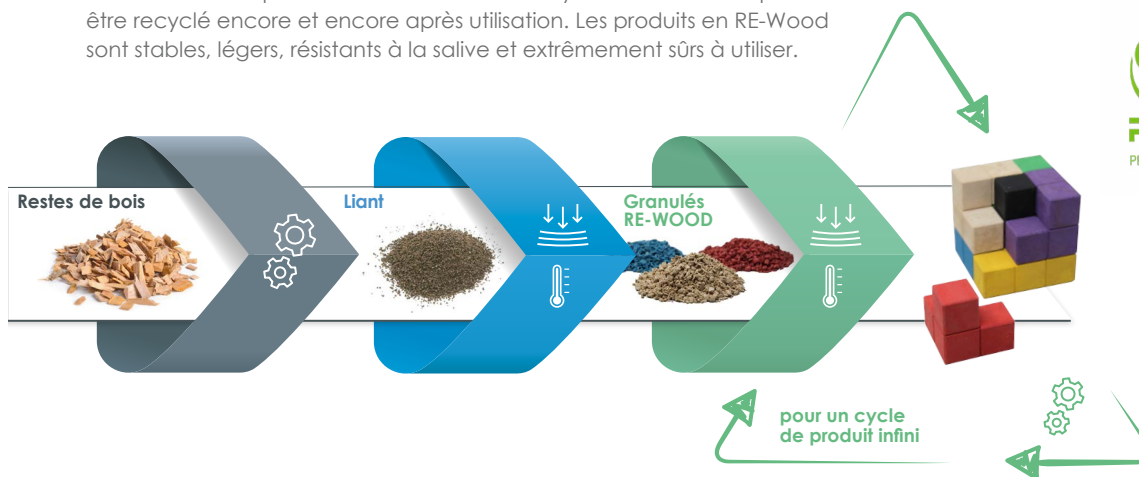 être recyclé encore et encore après utilisation. Les produits en RE-Wood
sont stables, légers, résistants à la salive et extrêmement sûrs à utiliser.
Restes de bois
Liant
Granulés
RE-WOOD
pour un cycle
de produit infini